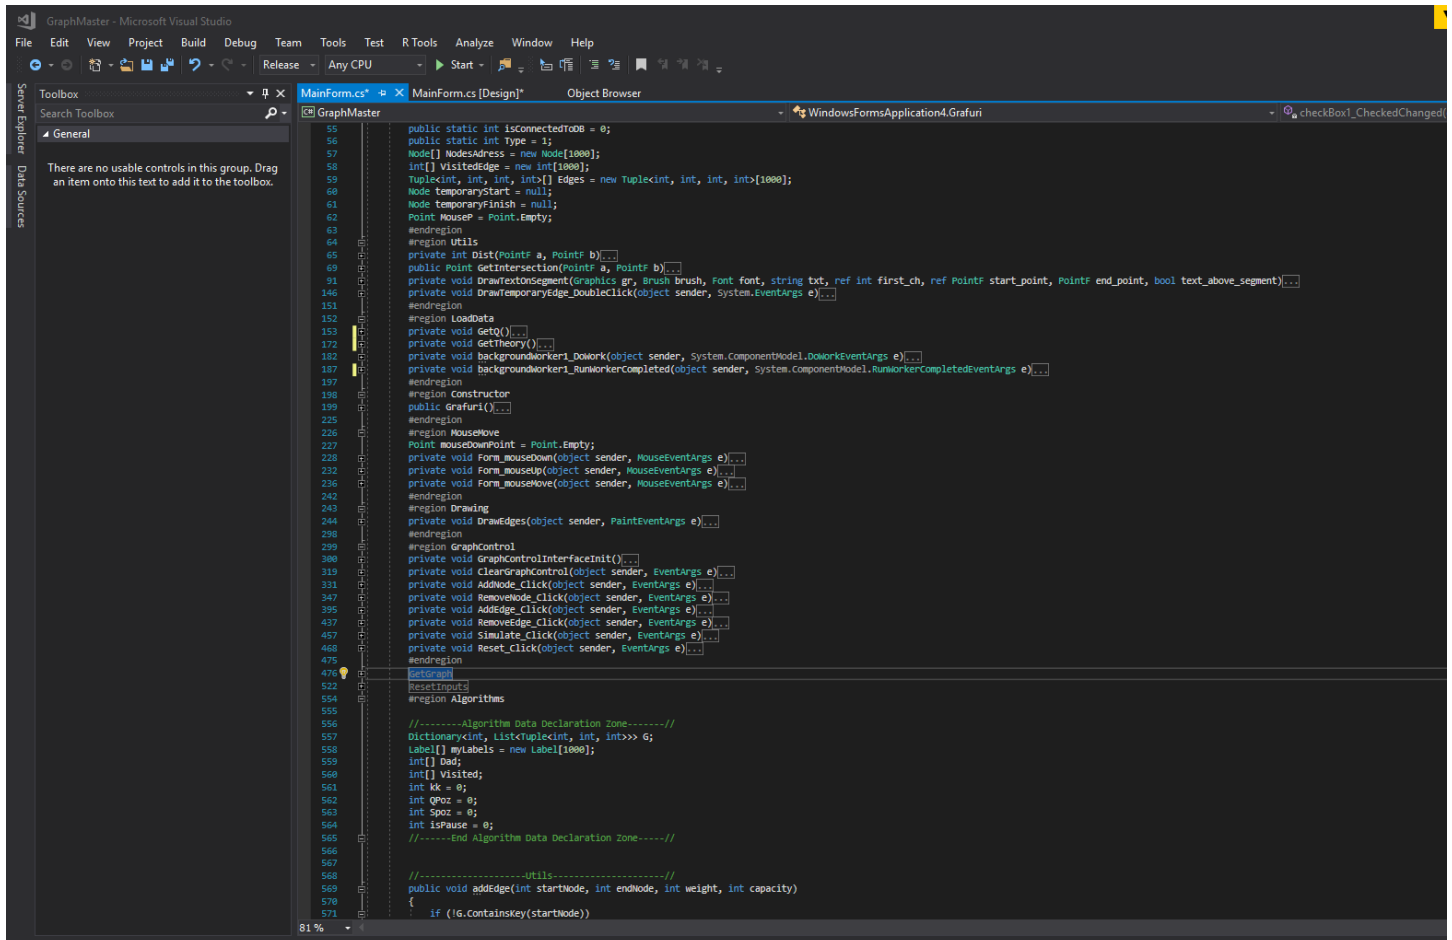 GraphMaster - Microsoft Visual Studio
File Edit View Project Build Debug Team Tools Test R Tools Analyze Window Help
Release Any CPU Start
Server Explorer
Data Sources
Toolbox
Search Toolbox
General
There are no usable controls in this group. Drag
an item onto this text to add it to the toolbox.
MainForm.cs* MainForm.cs [Design]* Object Browser
GraphMaster WindowsFormsApplication4.Grafuri checkBox1_CheckedChanged(
55 public static int isConnectedToDB = 0;
56 public static int Type = 1;
57 Node[] NodesAdress = new Node[1000];
58 int[] VisitedEdge = new int[1000];
59 Tuple<int, int, int, int>[] Edges = new Tuple<int, int, int, int>[1000];
60 Node temporaryStart = null;
61 Node temporaryFinish = null;
62 Point MouseP = Point.Empty;
63 #endregion
64 #region Utils
65 private int Dist(PointF a, PointF b)...
69 public Point GetIntersection(PointF a, PointF b)...
91 private void DrawTextOnSegment(Graphics gr, Brush brush, Font font, string txt, ref int first_ch, ref PointF start_point, PointF end_point, bool text_above_segment)...
146 private void DrawTemporaryEdge_DoubleClick(object sender, System.EventArgs e)...
151 #endregion
152 #region LoadData
153 private void GetQ()...
172 private void GetTheory()...
182 private void backgroundWorker1_DoWork(object sender, System.ComponentModel.DoWorkEventArgs e)...
187 private void backgroundWorker1_RunWorkerCompleted(object sender, System.ComponentModel.RunWorkerCompletedEventArgs e)...
197 #endregion
198 #region Constructor
199 public Grafuri()...
225 #endregion
226 #region MouseMove
227 Point mouseDownPoint = Point.Empty;
228 private void Form_mouseDown(object sender, MouseEventArgs e)...
232 private void Form_mouseUp(object sender, MouseEventArgs e)...
236 private void Form_mouseMove(object sender, MouseEventArgs e)...
242 #endregion
243 #region Drawing
244 private void DrawEdges(object sender, PaintEventArgs e)...
298 #endregion
299 #region GraphControl
300 private void GraphControlInterfaceInit()...
319 private void ClearGraphControl(object sender, EventArgs e)...
331 private void AddNode_Click(object sender, EventArgs e)...
347 private void RemoveNode_Click(object sender, EventArgs e)...
395 private void AddEdge_Click(object sender, EventArgs e)...
437 private void RemoveEdge_Click(object sender, EventArgs e)...
457 private void Simulate_Click(object sender, EventArgs e)...
468 private void Reset_Click(object sender, EventArgs e)...
475 #endregion
476 GetGraph
522 ResetInputs
554 #region Algorithms
555
556 //--------Algorithm Data Declaration Zone-------//
557 Dictionary<int, List<Tuple<int, int, int>>> G;
558 Label[] myLabels = new Label[1000];
559 int[] Dad;
560 int[] Visited;
561 int kk = 0;
562 int QPoz = 0;
563 int Spoz = 0;
564 int isPause = 0;
565 //------End Algorithm Data Declaration Zone-----//
566
567
568 //--------------------Utils---------------------//
569 public void addEdge(int startNode, int endNode, int weight, int capacity)
570 {
571 if (!G.ContainsKey(startNode))
81 %